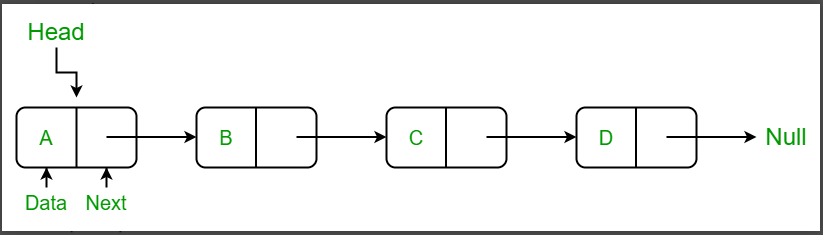 Head
A B C D Null
Data Next